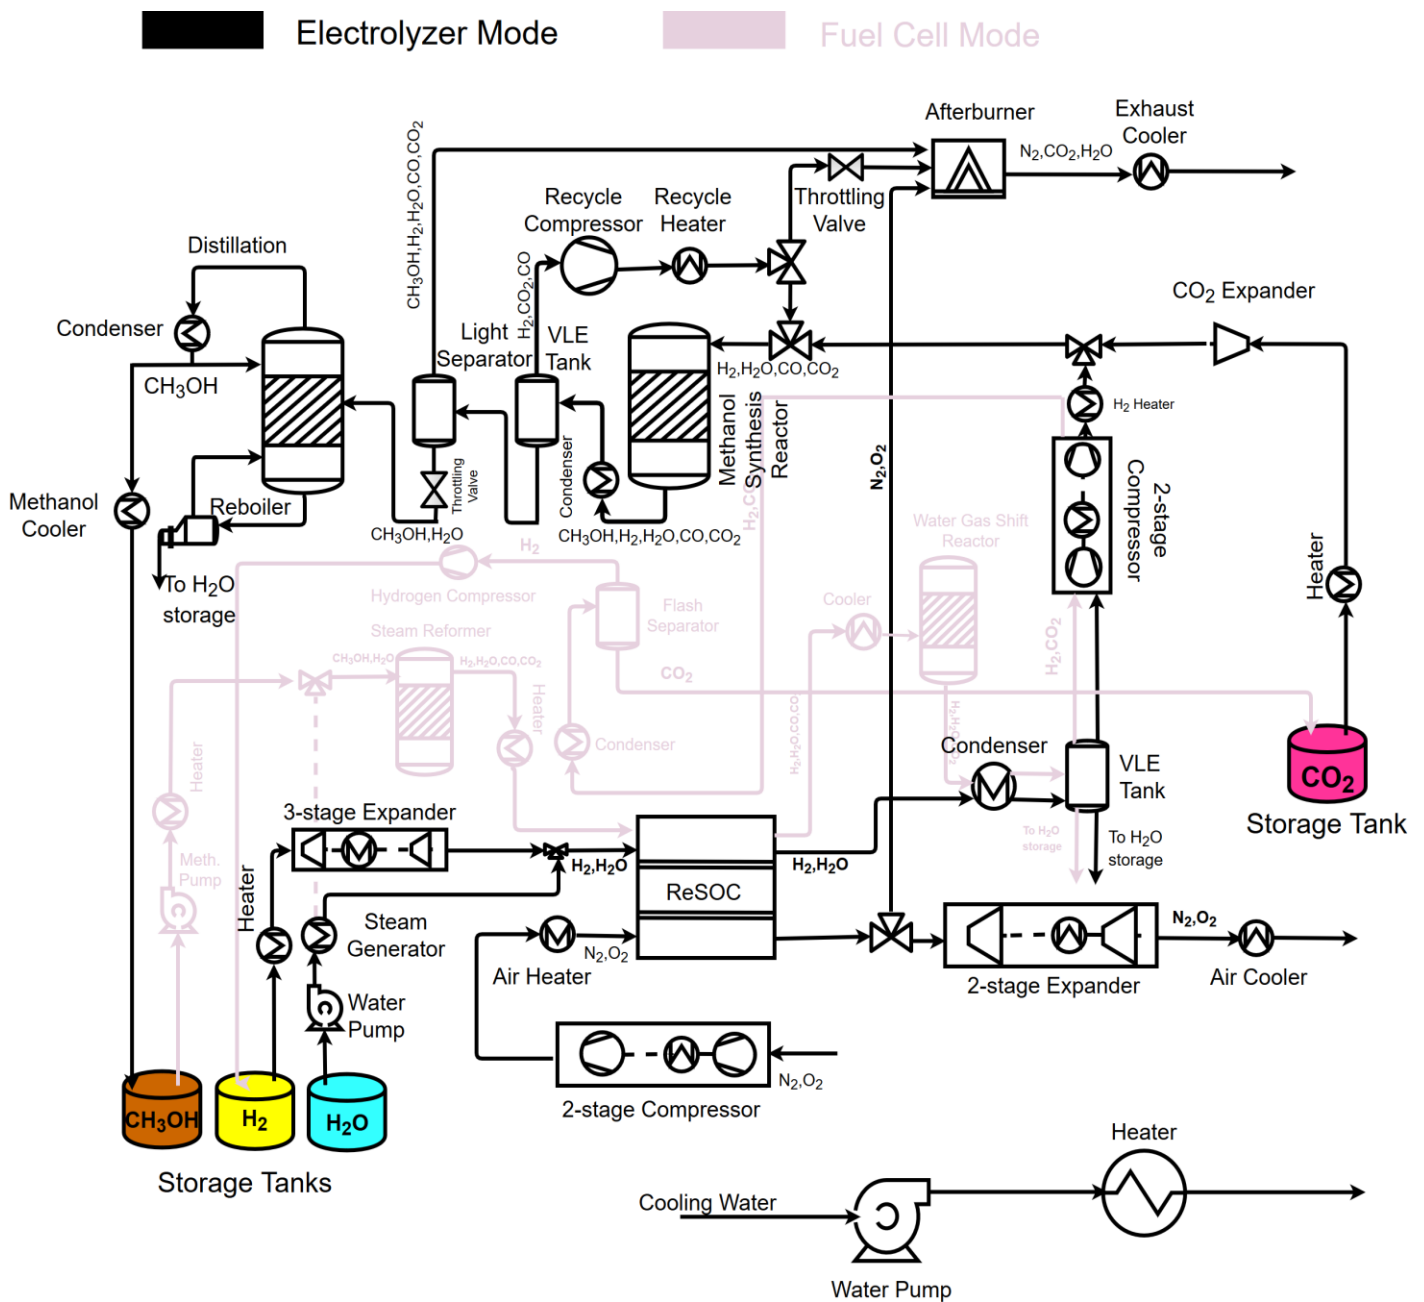 Electrolyzer Mode
Fuel Cell Mode
Afterburner
Exhaust
Cooler
N2,CO2,H2O
CH3OH,H2,H2O,CO,CO2
Recycle
Compressor
Recycle
Heater
Throttling
Valve
Distillation
H2,CO2,CO
CO2 Expander
Condenser
Light
Separator
VLE
Tank
CH3OH
H2,H2O,CO,CO2
H2 Heater
Methanol
Synthesis
Reactor
N2,O2
2-stage
Compressor
Methanol
Cooler
Reboiler
Throttling
Valve
Condenser
CH3OH,H2O
CH3OH,H2,H2O,CO,CO2
Water Gas Shift
Reactor
H2
To H2O
storage
Hydrogen Compressor
Flash
Separator
Cooler
Heater
Steam Reformer
CH3OH,H2O
H2,H2O,CO,CO2
CO2
H2,CO2
Heater
Heater
Condenser
H2,H2O,CO,CO
Condenser
VLE
Tank
CO2
Storage Tank
3-stage Expander
To H2O
storage
To H2O
storage
Meth.
Pump
H2,H2O
H2,H2O
ReSOC
Heater
Steam
Generator
N2,O2
Air Heater
N2,O2
2-stage Expander
Air Cooler
Water
Pump
CH3OH
H2
H2O
N2,O2
2-stage Compressor
Storage Tanks
Heater
Cooling Water
Water Pump